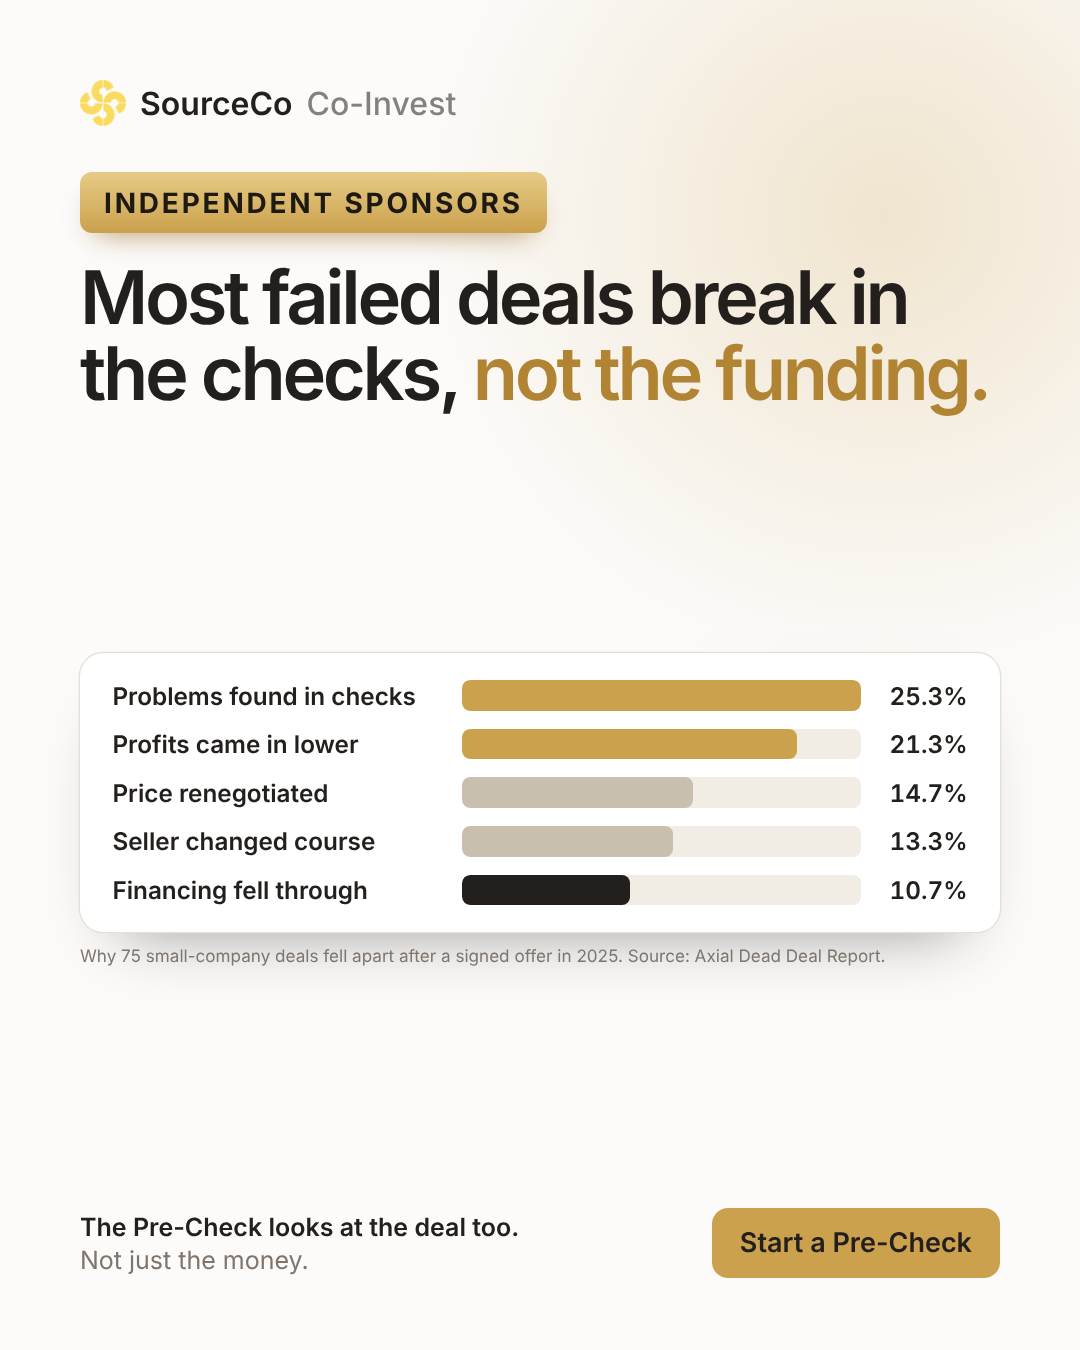 SourceCo Co-Invest
INDEPENDENT SPONSORS
Most failed deals break in
the checks, not the funding.
Problems found in checks 25.3%
Profits came in lower 21.3%
Price renegotiated 14.7%
Seller changed course 13.3%
Financing fell through 10.7%
Why 75 small-company deals fell apart after a signed offer in 2025. Source: Axial Dead Deal Report.
The Pre-Check looks at the deal too.
Not just the money.
Start a Pre-Check